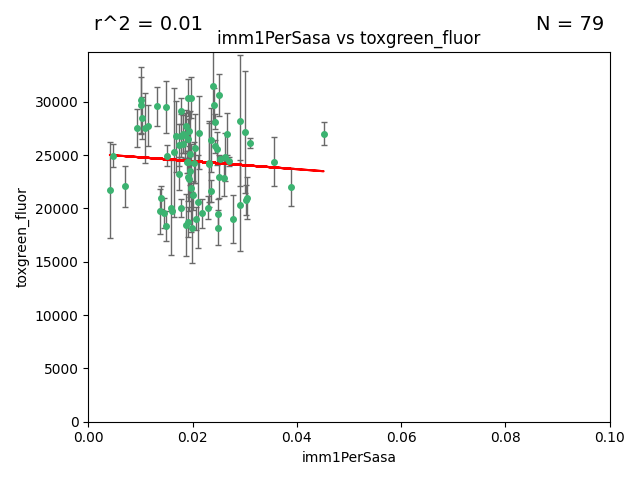 r^2 = 0.01
N = 79
imm1PerSasa vs toxgreen_fluor
toxgreen_fluor
30000
25000
20000
15000
10000
5000
0
0.00 0.02 0.04 0.06 0.08 0.10
imm1PerSasa